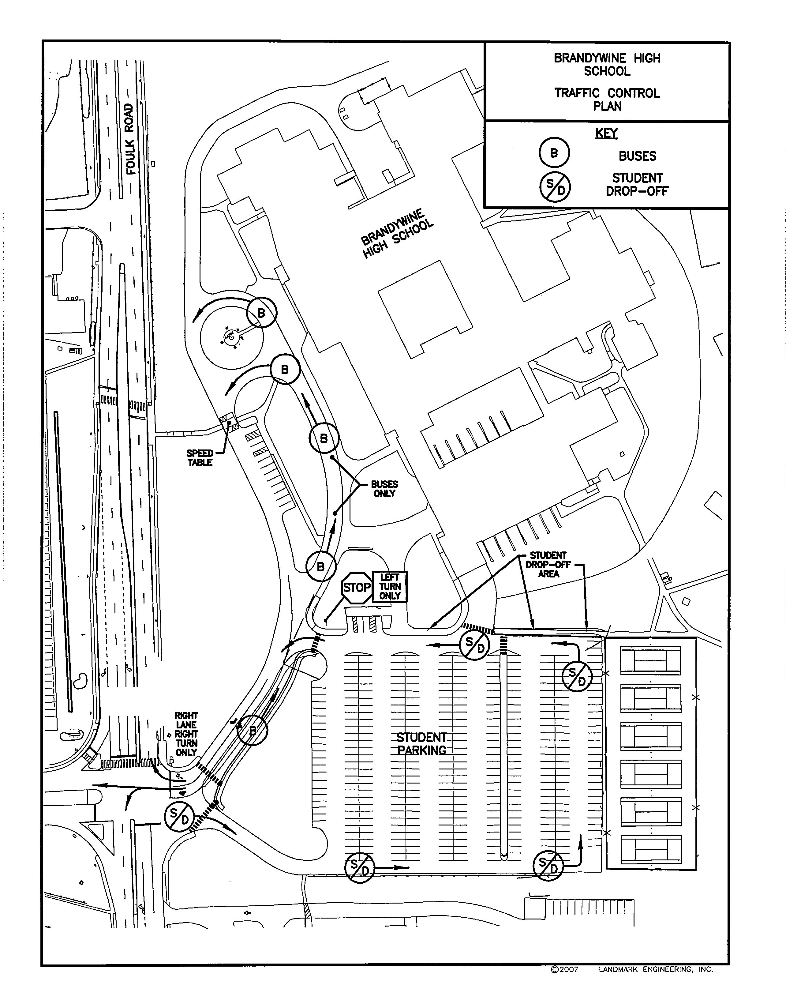 BRANDYWINE HIGH
SCHOOL
TRAFFIC CONTROL
PLAN
KEY
B
BUSES
S/D
STUDENT
DROP-OFF
FOULK ROAD
BRANDYWINE
HIGH SCHOOL
B
B
B
SPEED
TABLE
BUSES
ONLY
B
STOP
LEFT
TURN
ONLY
STUDENT
DROP-OFF
AREA
S/D
S/D
RIGHT
LANE
RIGHT
TURN
ONLY
B
STUDENT
PARKING
S/D
S/D
S/D
©2007 LANDMARK ENGINEERING, INC.